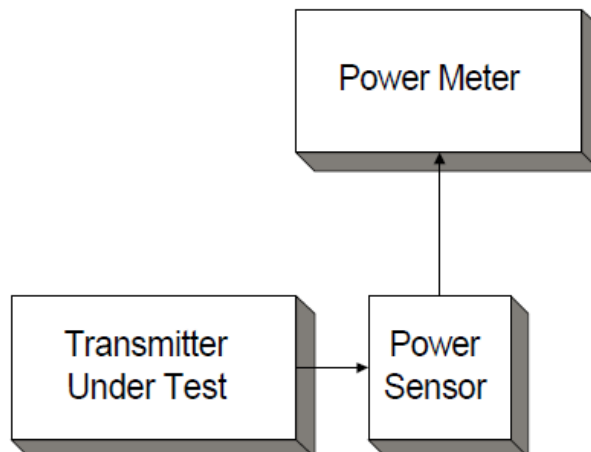 Power Meter
Transmitter
Under Test
Power
Sensor